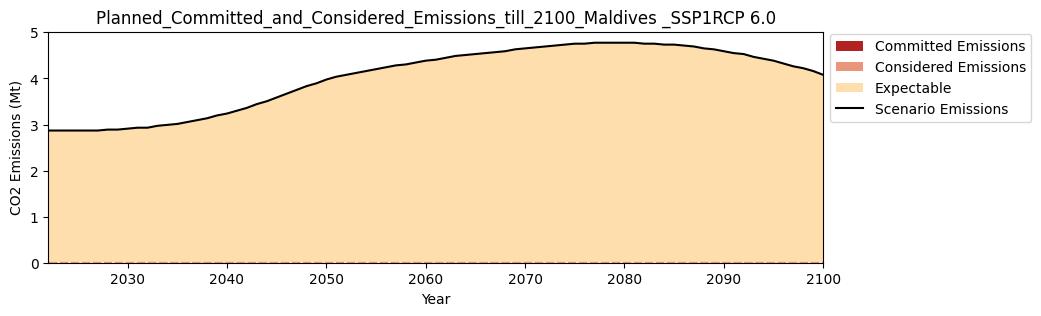 Planned_Committed_and_Considered_Emissions_till_2100_Maldives _SSP1RCP 6.0
CO2 Emissions (Mt)
5
4
3
2
1
0
2030 2040 2050 2060 2070 2080 2090 2100
Year
Committed Emissions
Considered Emissions
Expectable
Scenario Emissions